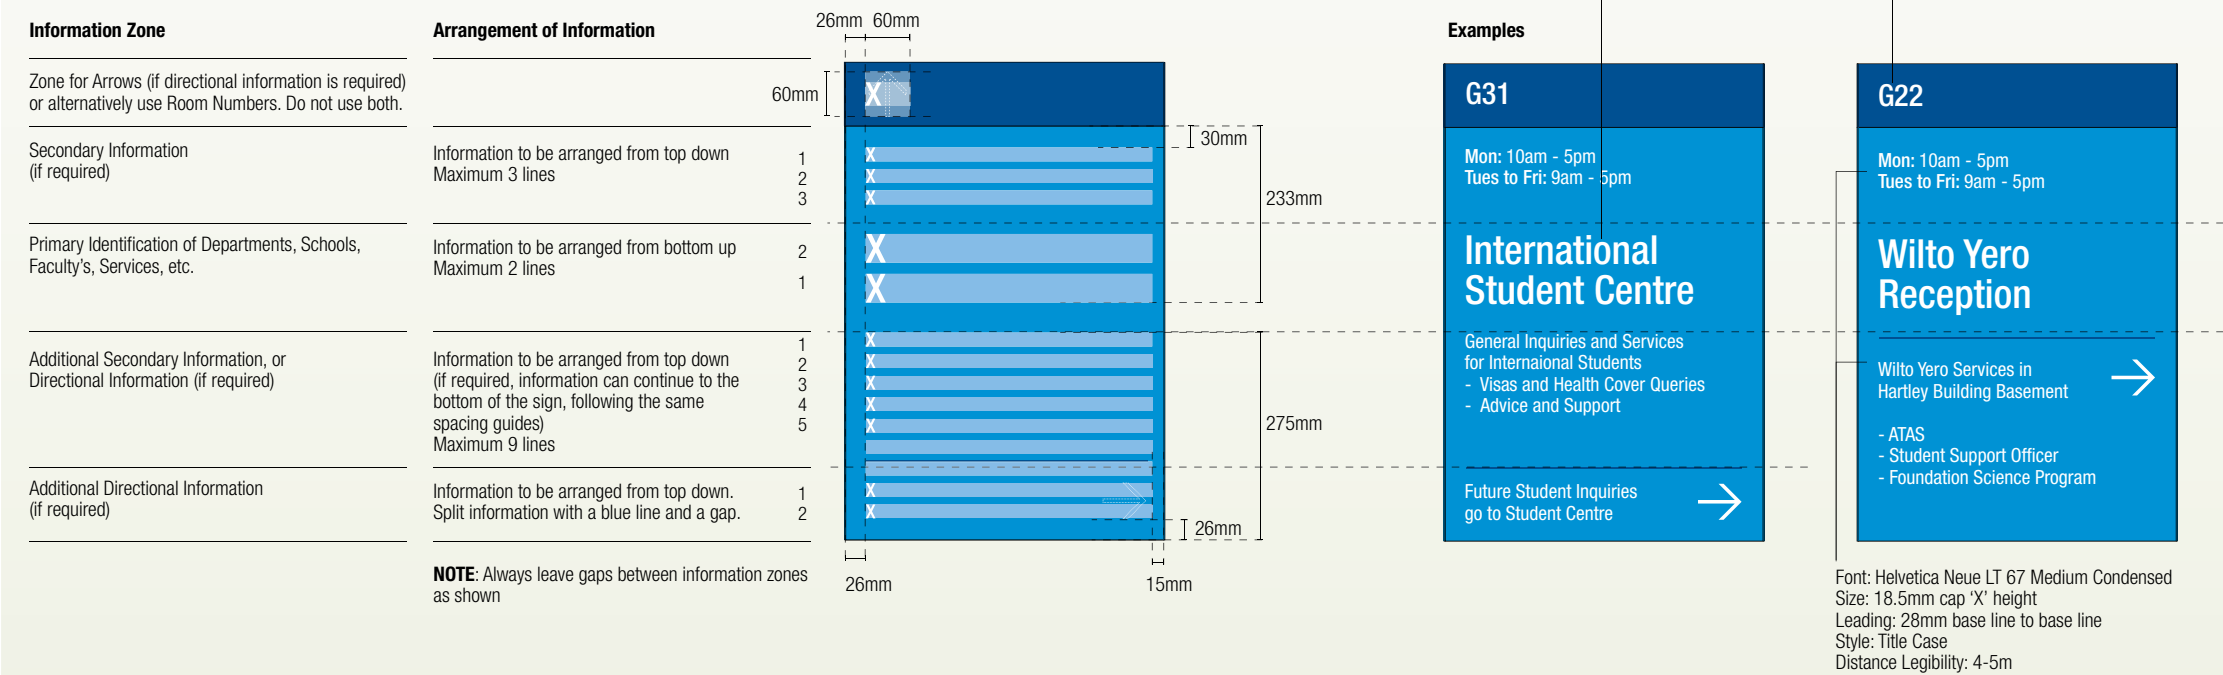 Information Zone
Arrangement of Information
26mm 60mm
Examples
Zone for Arrows (if directional information is required)
or alternatively use Room Numbers. Do not use both.
60mm
X
Secondary Information
(if required)
Information to be arranged from top down
Maximum 3 lines
1
2
3
X
X
X
30mm
233mm
Primary Identification of Departments, Schools,
Faculty's, Services, etc.
Information to be arranged from bottom up
Maximum 2 lines
2
1
X
X
Additional Secondary Information, or
Directional Information (if required)
Information to be arranged from top down
(if required, information can continue to the
bottom of the sign, following the same
spacing guides)
Maximum 9 lines
1
2
3
4
5
X
X
X
X
X
275mm
Additional Directional Information
(if required)
Information to be arranged from top down.
Split information with a blue line and a gap.
1
2
X
X
26mm
NOTE: Always leave gaps between information zones
as shown
26mm
15mm
G31
Mon: 10am - 5pm
Tues to Fri: 9am - 5pm
International
Student Centre
General Inquiries and Services
for Internaional Students
- Visas and Health Cover Queries
- Advice and Support
Future Student Inquiries
go to Student Centre
G22
Mon: 10am - 5pm
Tues to Fri: 9am - 5pm
Wilto Yero
Reception
Wilto Yero Services in
Hartley Building Basement
- ATAS
- Student Support Officer
- Foundation Science Program
Font: Helvetica Neue LT 67 Medium Condensed
Size: 18.5mm cap 'X' height
Leading: 28mm base line to base line
Style: Title Case
Distance Legibility: 4-5m